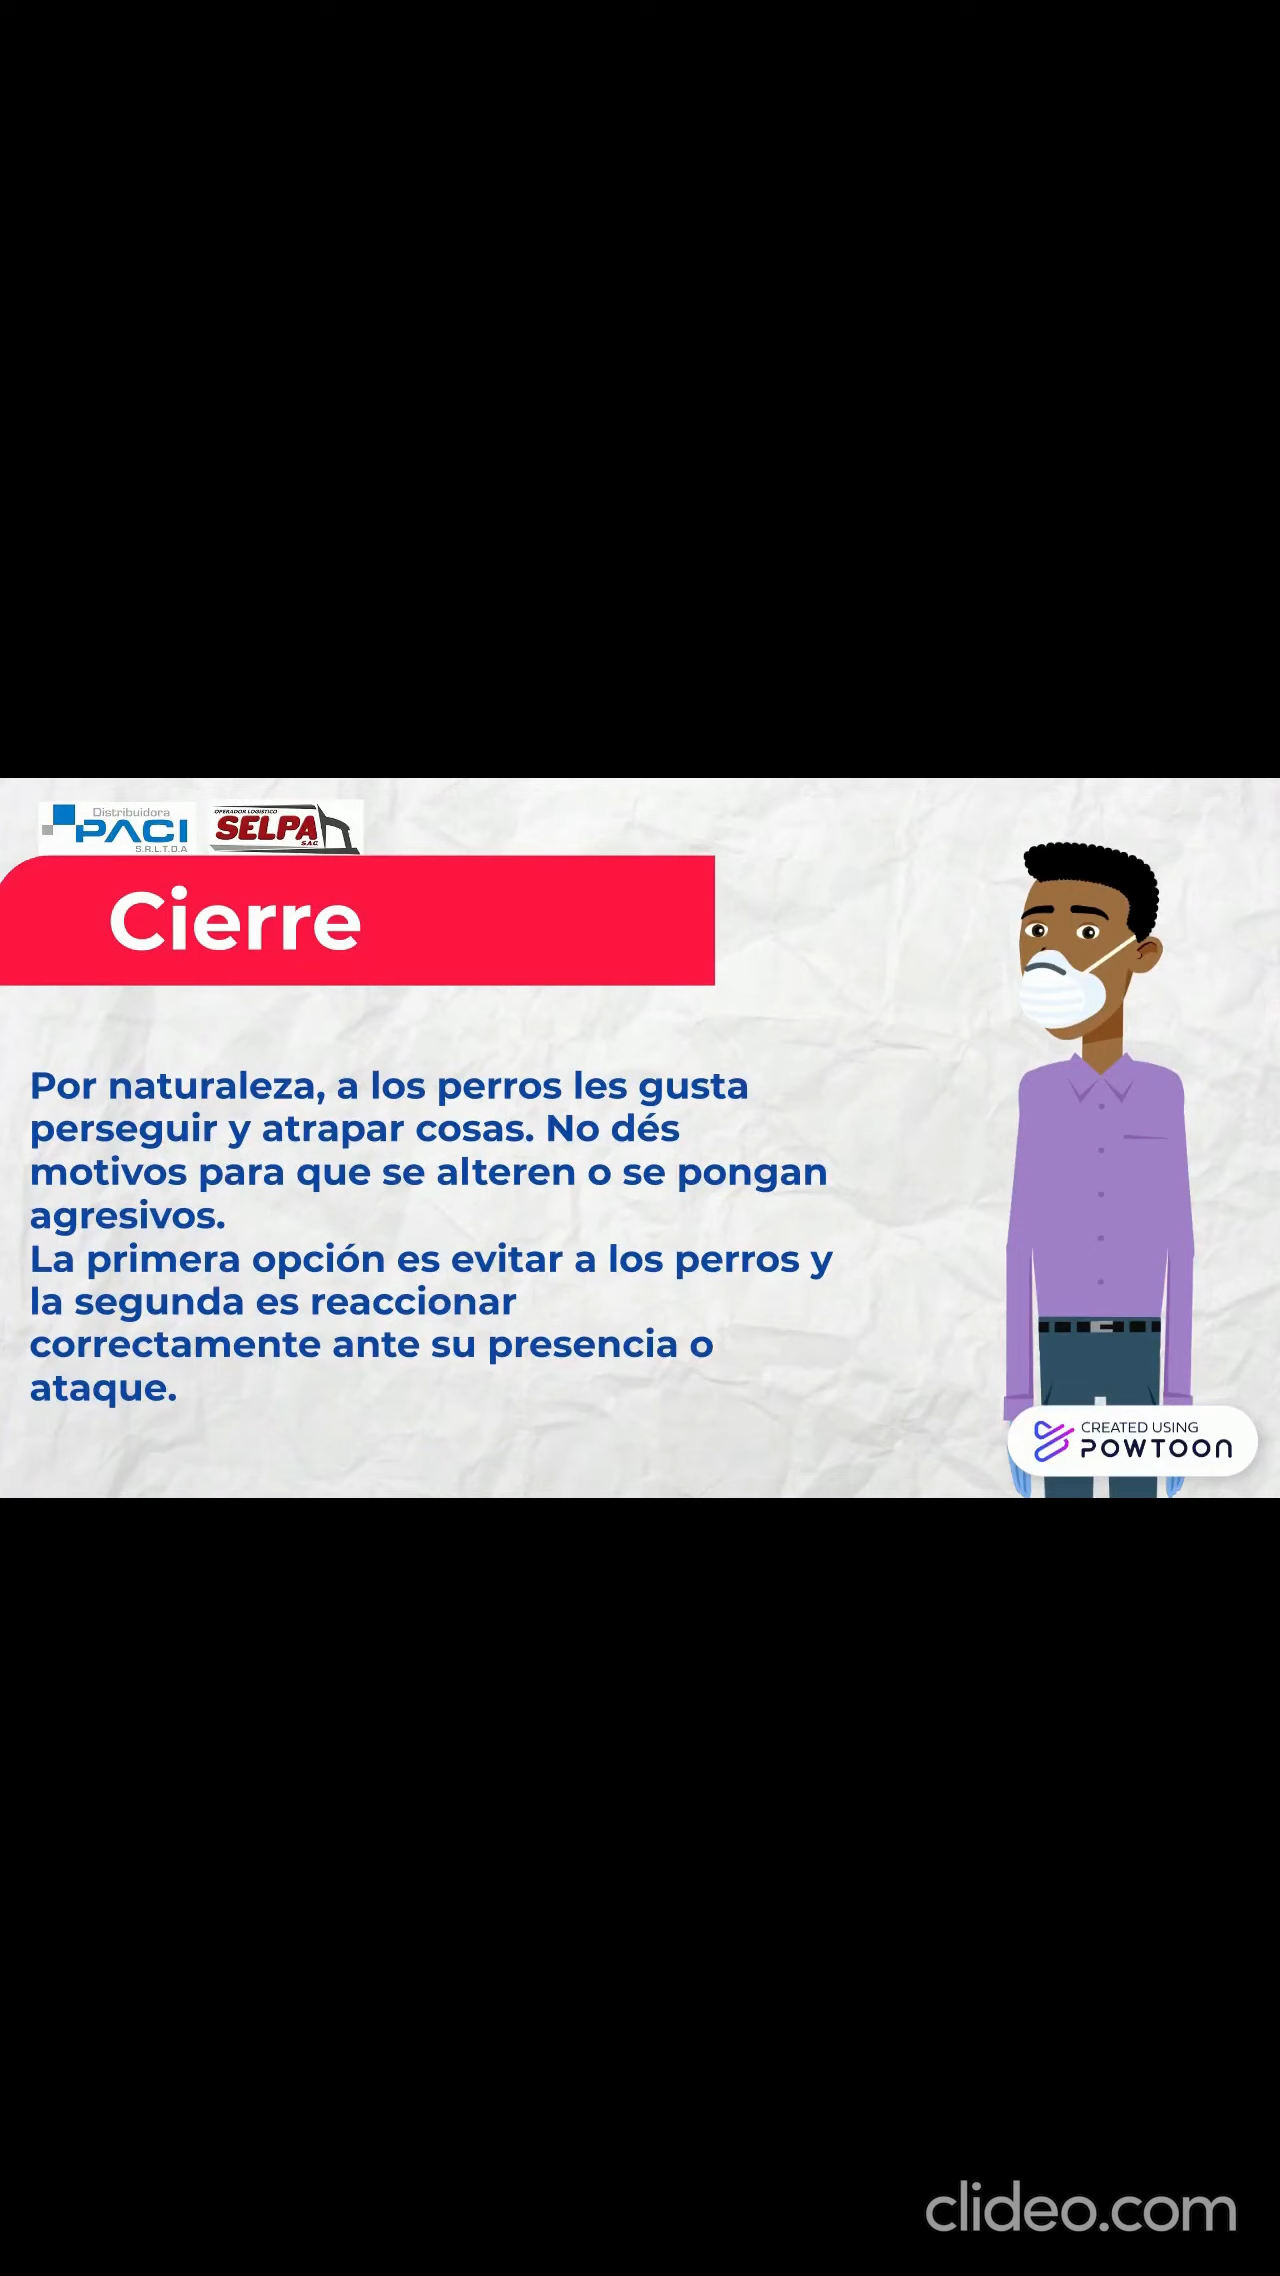 Distribuidora
PACI
S.R.L.T.D.A
OPERADOR LOGISTICO
SELPA
S.A.C.
Cierre
Por naturaleza, a los perros les gusta
perseguir y atrapar cosas. No dés
motivos para que se alteren o se pongan
agresivos.
La primera opción es evitar a los perros y
la segunda es reaccionar
correctamente ante su presencia o
ataque.
CREATED USING
POWTOON
clideo.com